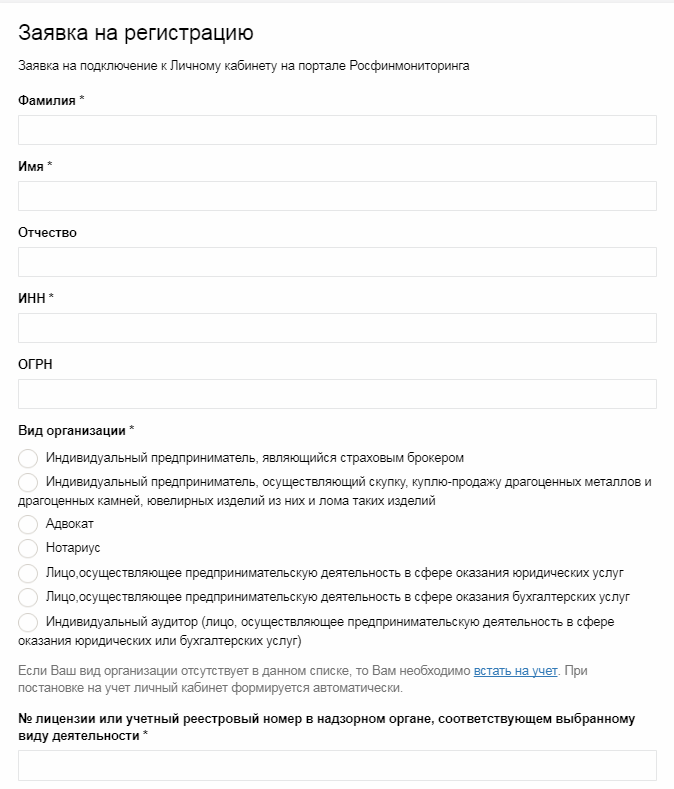 Заявка на регистрацию
Заявка на подключение к Личному кабинету на портале Росфинмониторинга
Фамилия *
Имя *
Отчество
ИНН *
ОГРН
Вид организации *
Индивидуальный предприниматель, являющийся страховым брокером
Индивидуальный предприниматель, осуществляющий скупку, куплю-продажу драгоценных металлов и
драгоценных камней, ювелирных изделий из них и лома таких изделий
Адвокат
Нотариус
Лицо,осуществляющее предпринимательскую деятельность в сфере оказания юридических услуг
Лицо,осуществляющее предпринимательскую деятельность в сфере оказания бухгалтерских услуг
Индивидуальный аудитор (лицо, осуществляющее предпринимательскую деятельность в сфере
оказания юридических или бухгалтерских услуг)
Если Ваш вид организации отсутствует в данном списке, то Вам необходимо встать на учет. При
постановке на учет личный кабинет формируется автоматически.
№ лицензии или учетный реестровый номер в надзорном органе, соответствующем выбранному
виду деятельности *